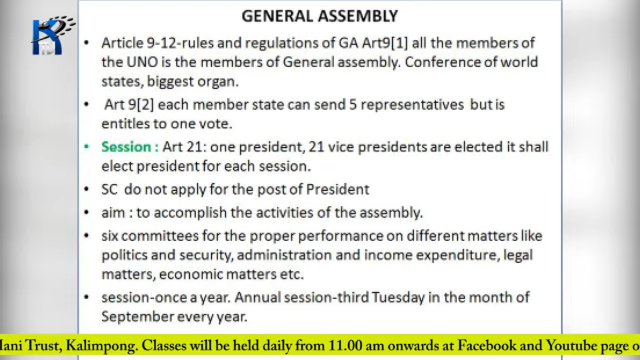 GENERAL ASSEMBLY
• Article 9-12-rules and regulations of GA Art9[1] all the members of
the UNO is the members of General assembly. Conference of world
states, biggest organ.
• Art 9[2] each member state can send 5 representatives but is
entitles to one vote.
• Session : Art 21: one president, 21 vice presidents are elected it shall
elect president for each session.
• SC do not apply for the post of President
• aim : to accomplish the activities of the assembly.
• six committees for the proper performance on different matters like
politics and security, administration and income expenditure, legal
matters, economic matters etc.
• session-once a year. Annual session-third Tuesday in the month of
September every year.
Trust, Kalimpong. Classes will be held daily from 11.00 am onwards at Facebook and Youtube page